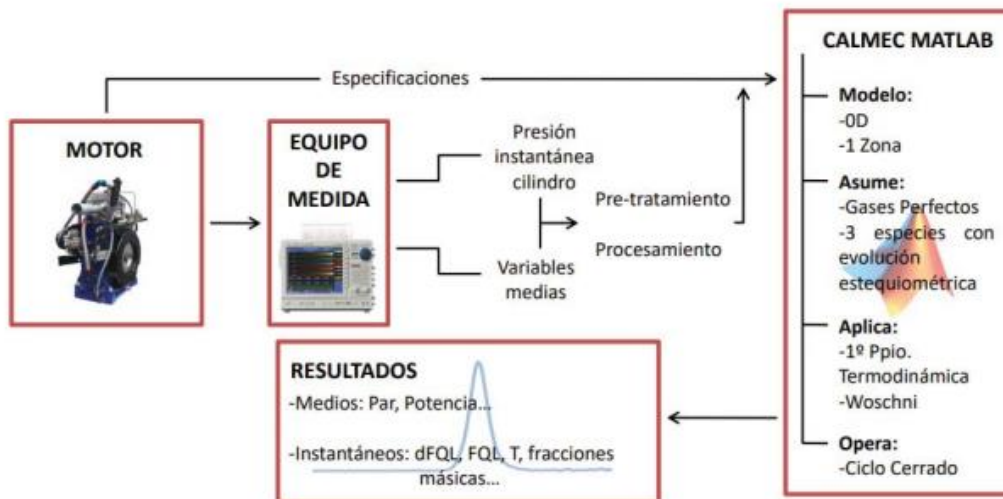 Especificaciones
MOTOR
EQUIPO
DE
MEDIDA
Presión
instantánea
cilindro
Variables
medias
Pre-tratamiento
Procesamiento
CALMEC MATLAB
Modelo:
-0D
-1 Zona
Asume:
-Gases Perfectos
-3 especies con
evolución
estequiométrica
Aplica:
-1º Ppio.
Termodinámica
-Woschni
Opera:
-Ciclo Cerrado
RESULTADOS
-Medios: Par, Potencia...
-Instantáneos: dFQL, FQL, T, fracciones
másicas...